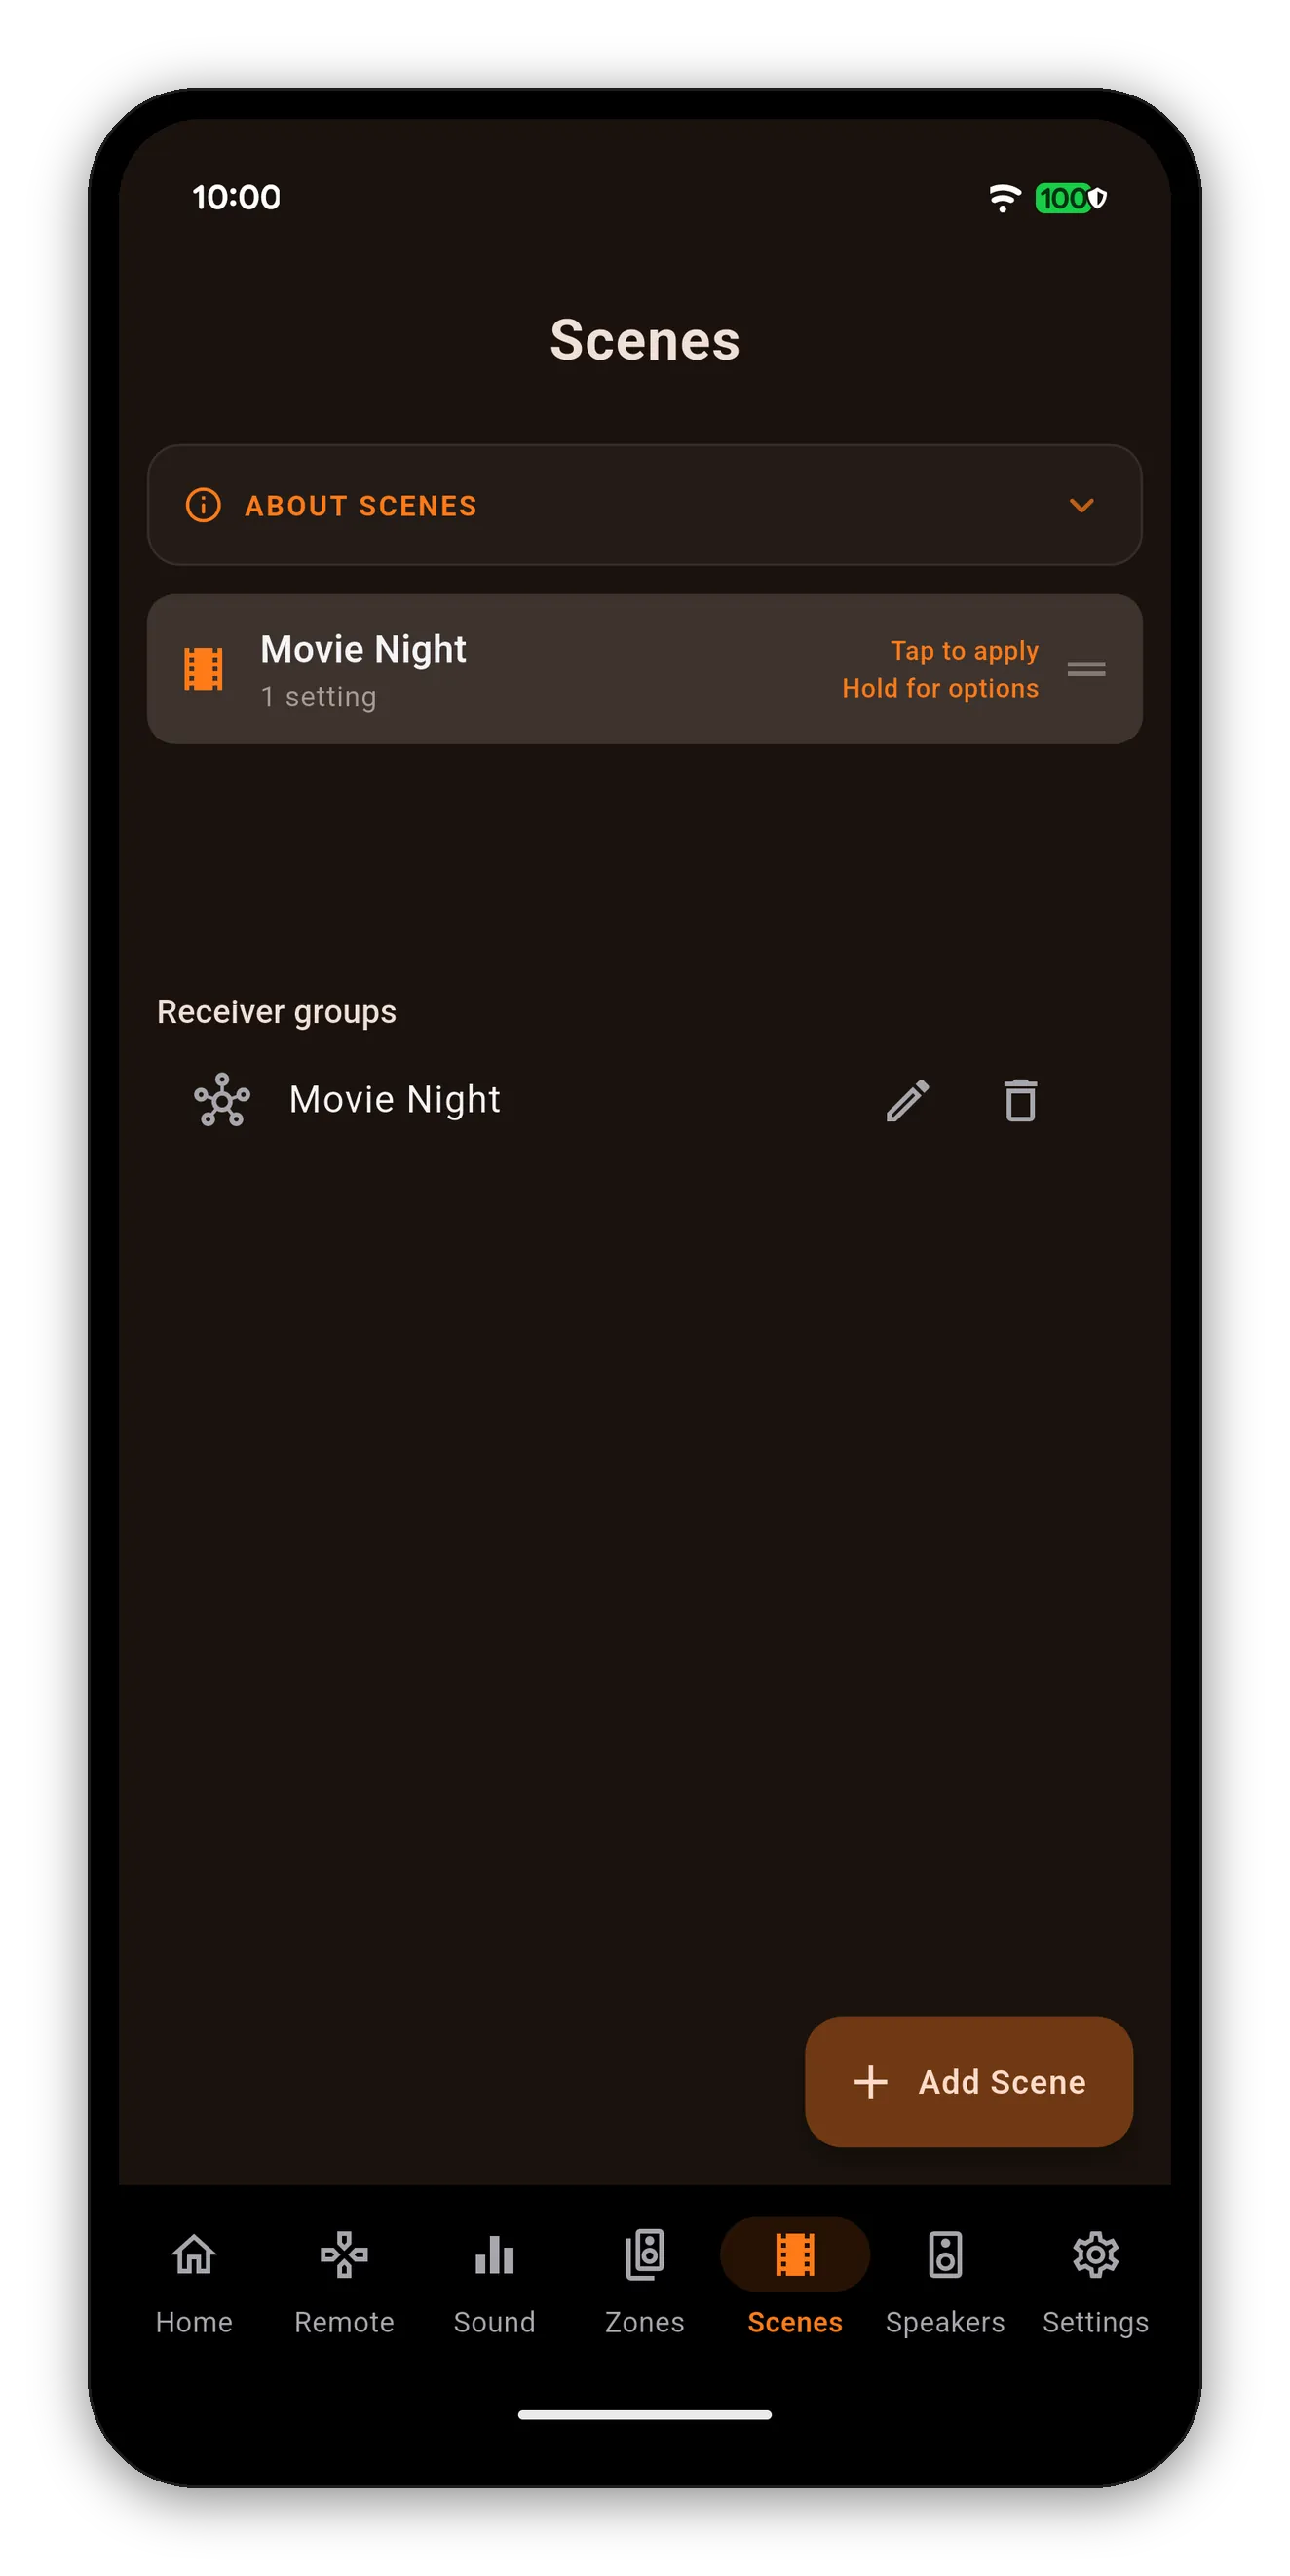 10:00
100
Scenes
ABOUT SCENES
Movie Night
1 setting
Tap to apply
Hold for options
Receiver groups
Movie Night
Add Scene
Home
Remote
Sound
Zones
Scenes
Speakers
Settings